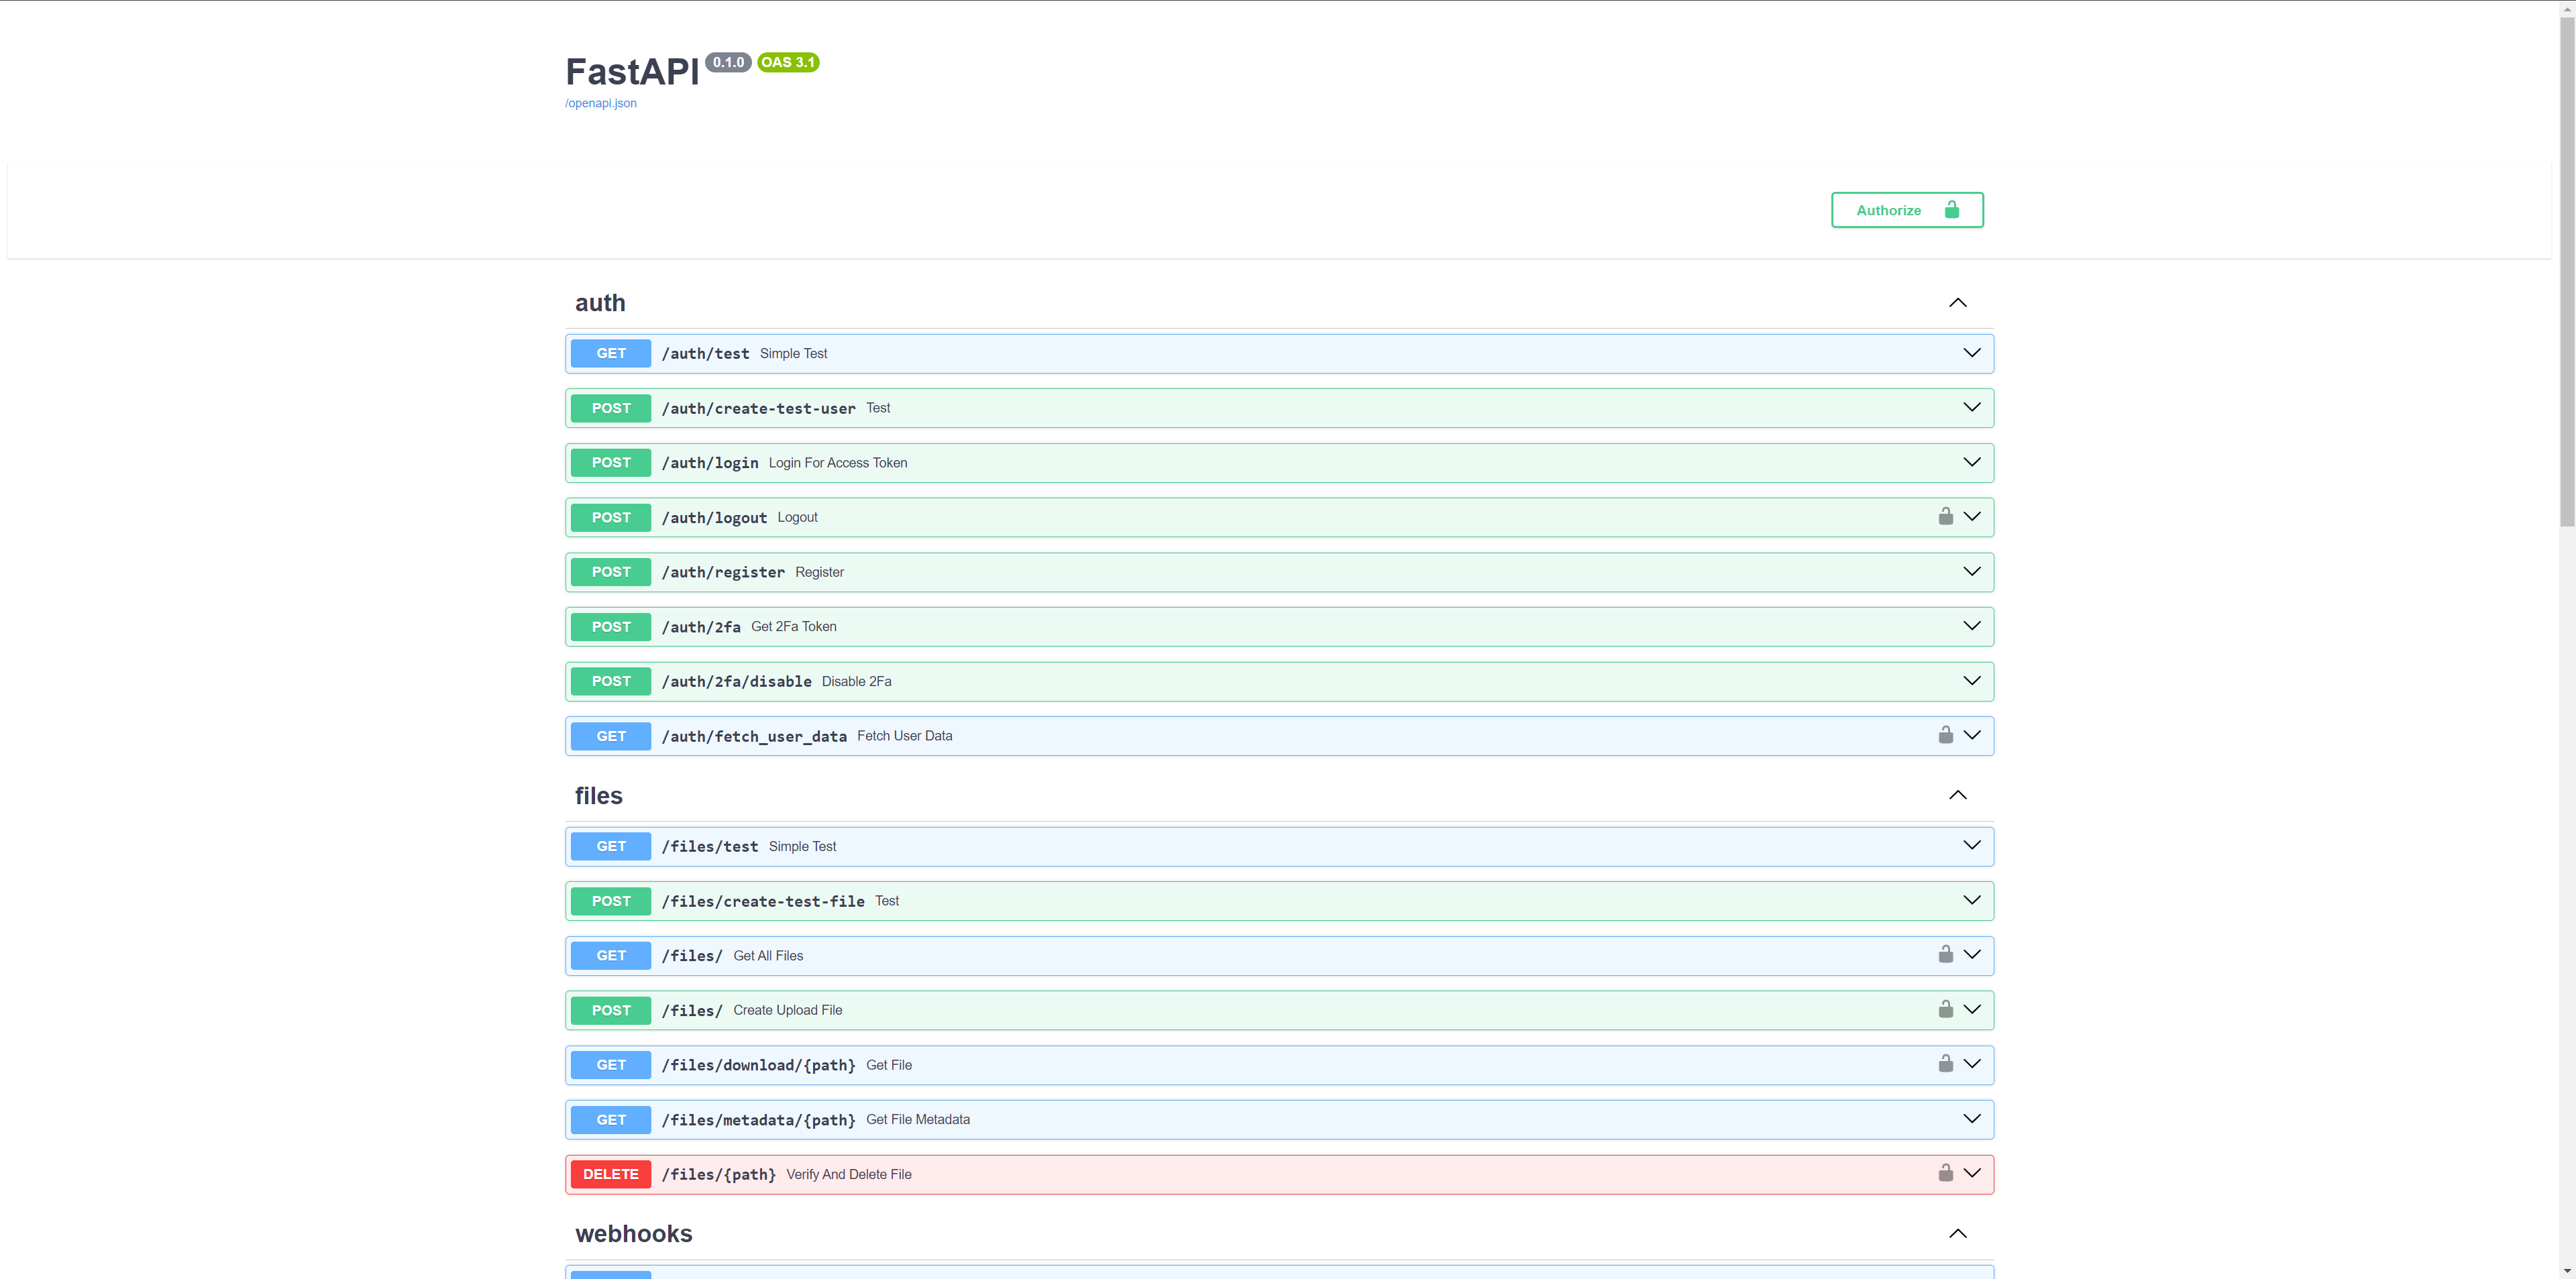 FastAPI 0.1.0 OAS 3.1
/openapi.json
Authorize
auth
GET /auth/test Simple Test
POST /auth/create-test-user Test
POST /auth/login Login For Access Token
POST /auth/logout Logout
POST /auth/register Register
POST /auth/2fa Get 2Fa Token
POST /auth/2fa/disable Disable 2Fa
GET /auth/fetch_user_data Fetch User Data
files
GET /files/test Simple Test
POST /files/create-test-file Test
GET /files/ Get All Files
POST /files/ Create Upload File
GET /files/download/{path} Get File
GET /files/metadata/{path} Get File Metadata
DELETE /files/{path} Verify And Delete File
webhooks